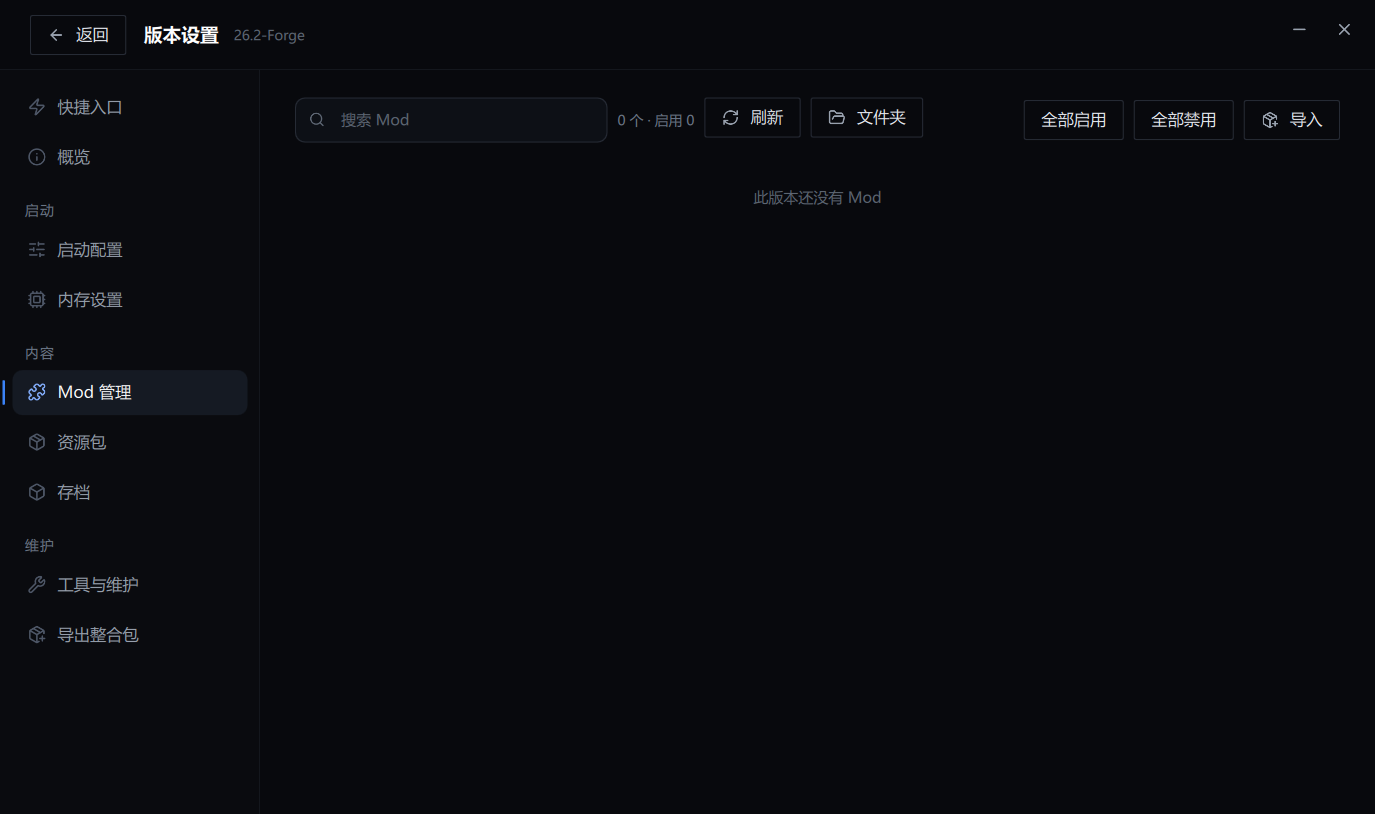 返回
版本设置
26.2-Forge
快捷入口
概览
启动
启动配置
内存设置
内容
Mod 管理
资源包
存档
维护
工具与维护
导出整合包
搜索 Mod
0 个 · 启用 0
刷新
文件夹
全部启用
全部禁用
导入
此版本还没有 Mod